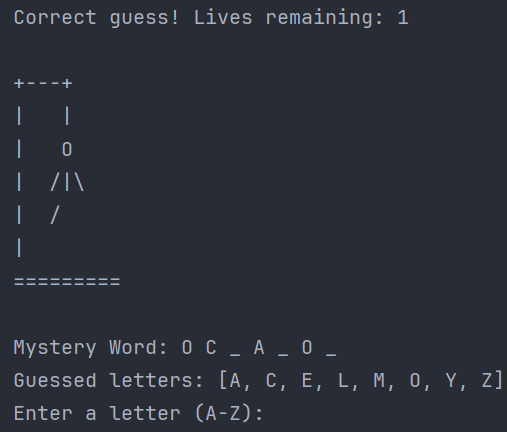 Correct guess! Lives remaining: 1
+---+
|   |
|   O
|  /|\
|  /
|
=========
Mystery Word: O C _ A _ O _
Guessed letters: [A, C, E, L, M, O, Y, Z]
Enter a letter (A-Z):